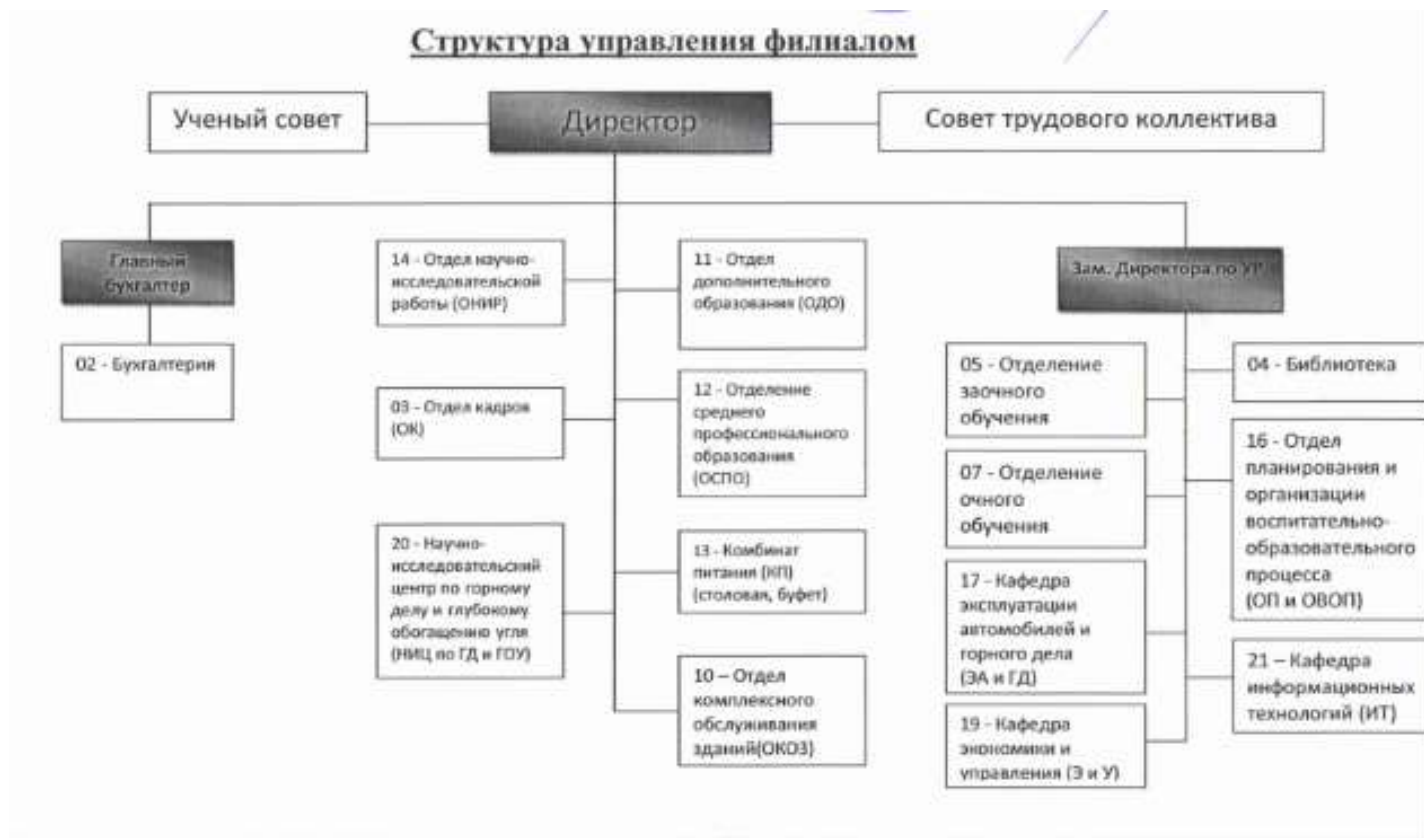 Структура управления филиалом
Ученый совет
Директор
Совет трудового коллектива
Главный
бухгалтер
02 - Бухгалтерия
14 - Отдел научно-
исследовательской
работы (ОНИР)
03 - Отдел кадров
(ОК)
20 - Научно-
исследовательский
центр по горному
делу и глубокому
обогащению угля
(НИЦ по ГД и ГОУ)
11 - Отдел
дополнительного
образования (ОДО)
12 - Отделение
среднего
профессионального
образования
(ОСПО)
13 - Комбинат
питания (КП)
(столовая, буфет)
10 – Отдел
комплексного
обслуживания
зданий(ОКОЗ)
Зам. Директора по УР
05 - Отделение
заочного
обучения
07 - Отделение
очного
обучения
17 - Кафедра
эксплуатации
автомобилей и
горного дела
(ЭА и ГД)
19 - Кафедра
экономики и
управления (Э и У)
04 - Библиотека
16 - Отдел
планирования и
организации
воспитательно-
образовательного
процесса
(ОП и ОВОП)
21 – Кафедра
информационных
технологий (ИТ)